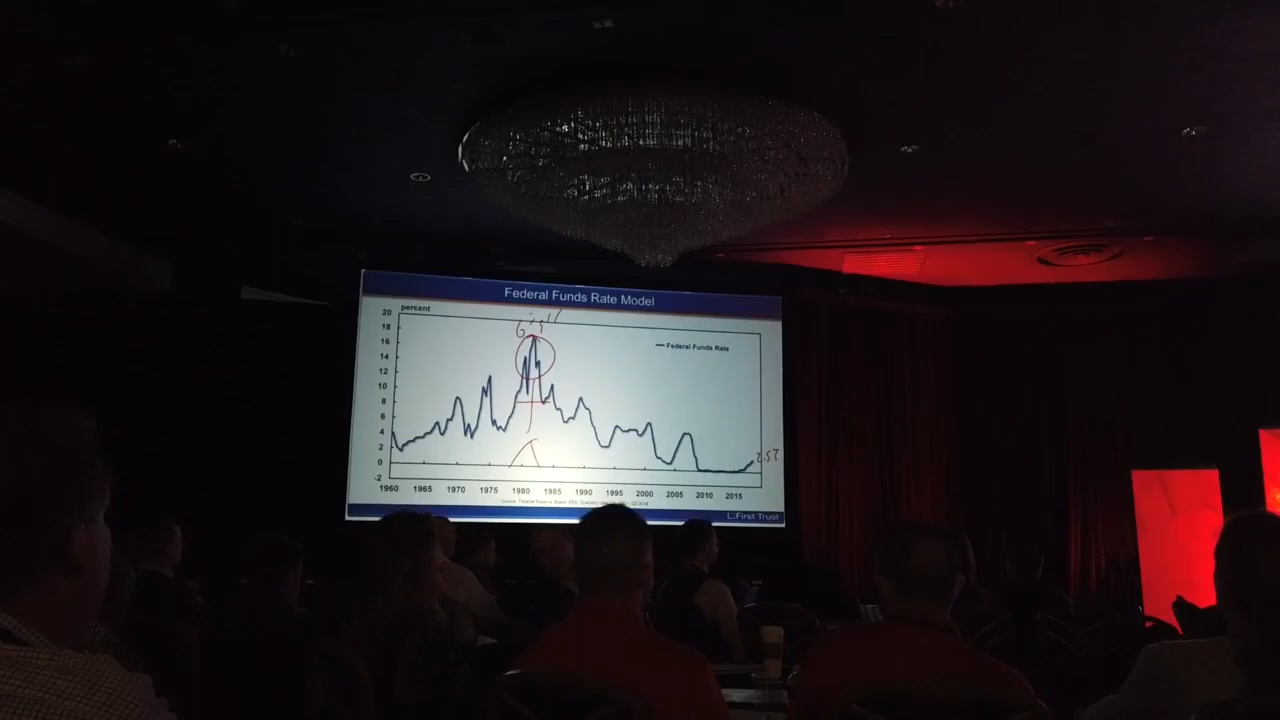 Federal Funds Rate Model
percent
20
18
16
14
12
10
8
6
4
2
0
-2
Federal Funds Rate
1960 1965 1970 1975 1980 1985 1990 1995 2000 2005 2010 2015
First Trust